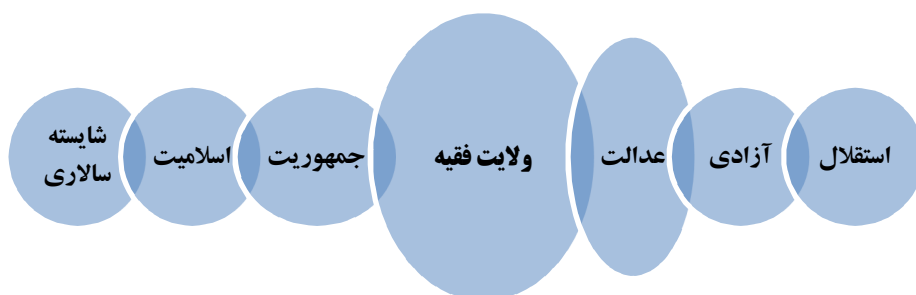 استقلال
آزادی
عدالت
ولایت فقیه
جمهوریت
اسلامیت
شایسته
سالاری